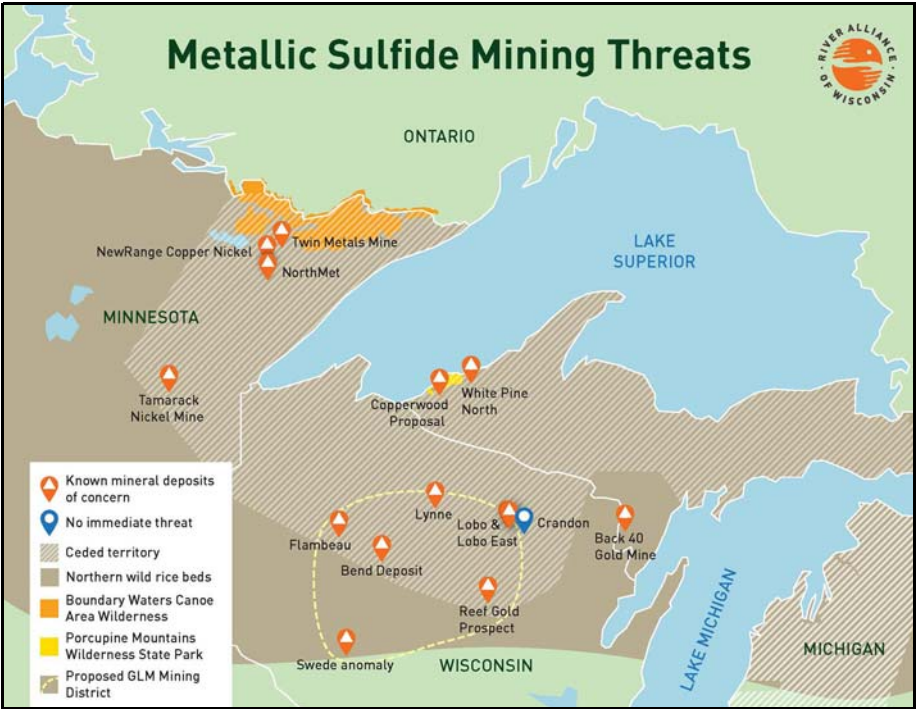 Metallic Sulfide Mining Threats
RIVER ALLIANCE
OF WISCONSIN
ONTARIO
Twin Metals Mine
NewRange Copper Nickel
NorthMet
LAKE
SUPERIOR
MINNESOTA
Tamarack
Nickel Mine
Copperwood
Proposal
White Pine
North
Known mineral deposits
of concern
No immediate threat
Ceded territory
Northern wild rice beds
Boundary Waters Canoe
Area Wilderness
Porcupine Mountains
Wilderness State Park
Proposed GLM Mining
District
Lynne
Flambeau
Bend Deposit
Lobo &
Lobo East
Crandon
Back 40
Gold Mine
Reef Gold
Prospect
Swede anomaly
WISCONSIN
LAKE MICHIGAN
MICHIGAN